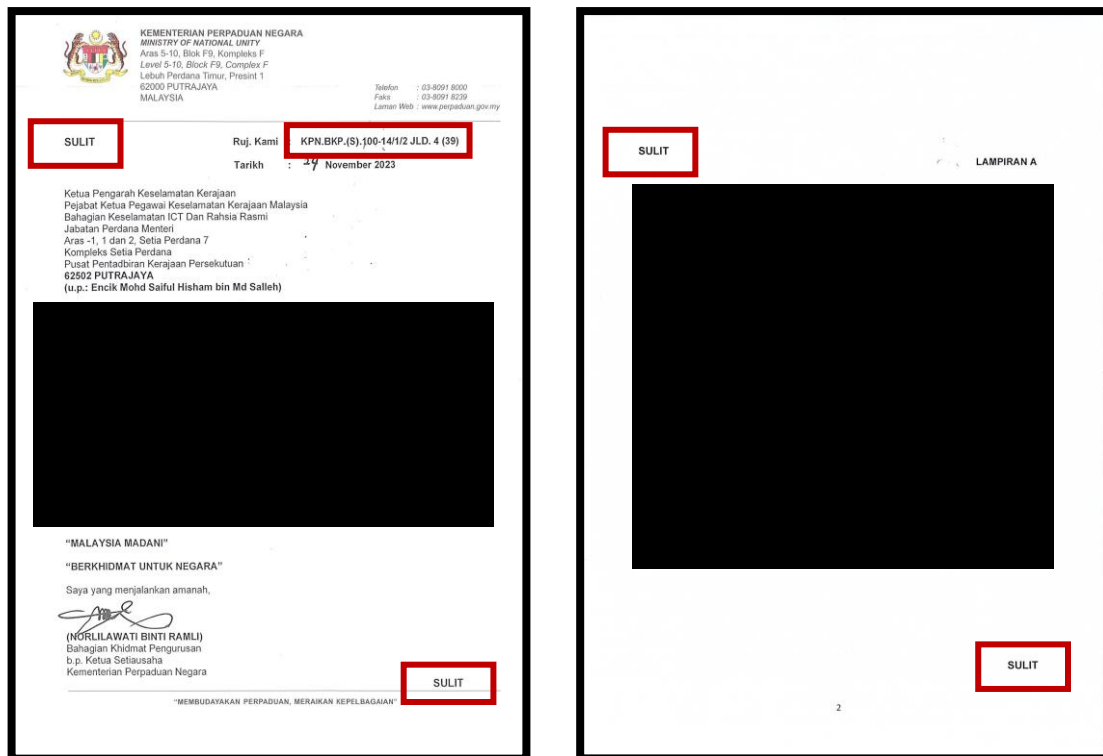 KEMENTERIAN PERPADUAN NEGARA
MINISTRY OF NATIONAL UNITY
Aras 5-10, Blok F9, Kompleks F
Level 5-10, Block F9, Complex F
Lebuh Perdana Timur, Presint 1
62000 PUTRAJAYA
MALAYSIA
Telefon : 03-8091 8000
Faks : 03-8091 8239
Laman Web : www.perpaduan.gov.my
SULIT
Ruj. Kami : KPN.BKP.(S).100-14/1/2 JLD. 4 (39)
Tarikh : November 2023
Ketua Pengarah Keselamatan Kerajaan
Pejabat Ketua Pegawai Keselamatan Kerajaan Malaysia
Bahagian Keselamatan ICT Dan Rahsia Rasmi
Jabatan Perdana Menteri
Aras -1, 1 dan 2, Setia Perdana 7
Kompleks Setia Perdana
Pusat Pentadbiran Kerajaan Persekutuan
62502 PUTRAJAYA
(u.p.: Encik Mohd Saiful Hisham bin Md Salleh)
"MALAYSIA MADANI"
"BERKHIDMAT UNTUK NEGARA"
Saya yang menjalankan amanah,
(NORLILAWATI BINTI RAMLI)
Bahagian Khidmat Pengurusan
b.p. Ketua Setiausaha
Kementerian Perpaduan Negara
SULIT
"MEMBUDAYAKAN PERPADUAN, MERAIKAN KEPELBAGAIAN"
SULIT
LAMPIRAN A
SULIT
2